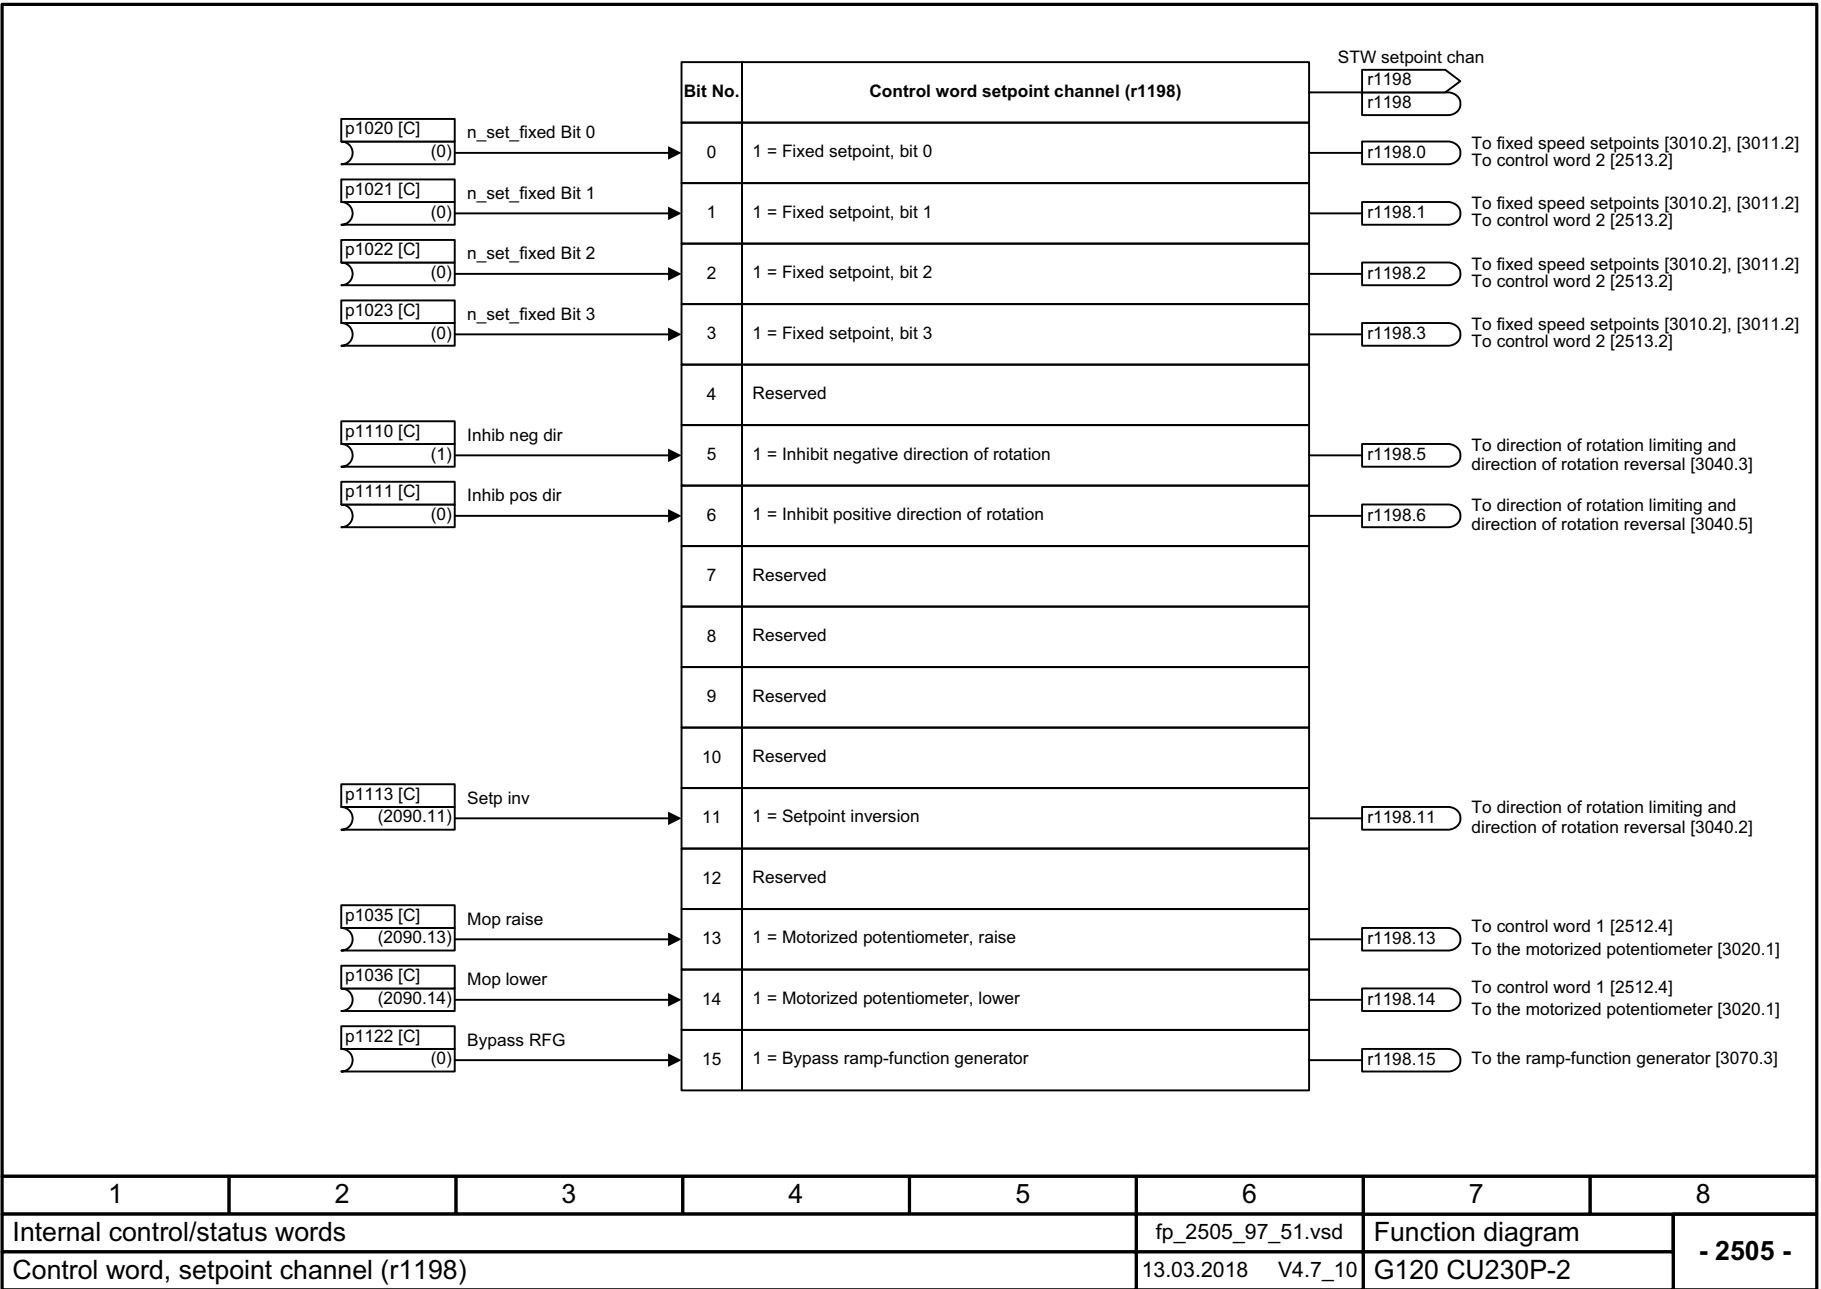 STW setpoint chan
Bit No. Control word setpoint channel (r1198) r1198
r1198
p1020 [C] n_set_fixed Bit 0
(0) 0 1 = Fixed setpoint, bit 0 r1198.0 To fixed speed setpoints [3010.2], [3011.2]
To control word 2 [2513.2]
p1021 [C] n_set_fixed Bit 1
(0) 1 1 = Fixed setpoint, bit 1 r1198.1 To fixed speed setpoints [3010.2], [3011.2]
To control word 2 [2513.2]
p1022 [C] n_set_fixed Bit 2
(0) 2 1 = Fixed setpoint, bit 2 r1198.2 To fixed speed setpoints [3010.2], [3011.2]
To control word 2 [2513.2]
p1023 [C] n_set_fixed Bit 3
(0) 3 1 = Fixed setpoint, bit 3 r1198.3 To fixed speed setpoints [3010.2], [3011.2]
To control word 2 [2513.2]
4 Reserved
p1110 [C] Inhib neg dir
(1) 5 1 = Inhibit negative direction of rotation r1198.5 To direction of rotation limiting and
direction of rotation reversal [3040.3]
p1111 [C] Inhib pos dir
(0) 6 1 = Inhibit positive direction of rotation r1198.6 To direction of rotation limiting and
direction of rotation reversal [3040.5]
7 Reserved
8 Reserved
9 Reserved
10 Reserved
p1113 [C] Setp inv
(2090.11) 11 1 = Setpoint inversion r1198.11 To direction of rotation limiting and
direction of rotation reversal [3040.2]
12 Reserved
p1035 [C] Mop raise
(2090.13) 13 1 = Motorized potentiometer, raise r1198.13 To control word 1 [2512.4]
To the motorized potentiometer [3020.1]
p1036 [C] Mop lower
(2090.14) 14 1 = Motorized potentiometer, lower r1198.14 To control word 1 [2512.4]
To the motorized potentiometer [3020.1]
p1122 [C] Bypass RFG
(0) 15 1 = Bypass ramp-function generator r1198.15 To the ramp-function generator [3070.3]
1 2 3 4 5 6 7 8
Internal control/status words fp_2505_97_51.vsd Function diagram - 2505 -
Control word, setpoint channel (r1198) 13.03.2018 V4.7_10 G120 CU230P-2